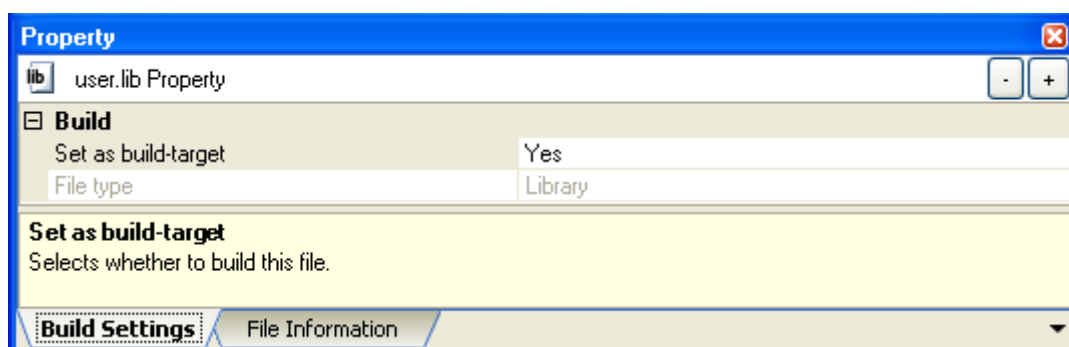 Property
lib user.lib Property - +
Build
Set as build-target Yes
File type Library
Set as build-target
Selects whether to build this file.
Build Settings File Information